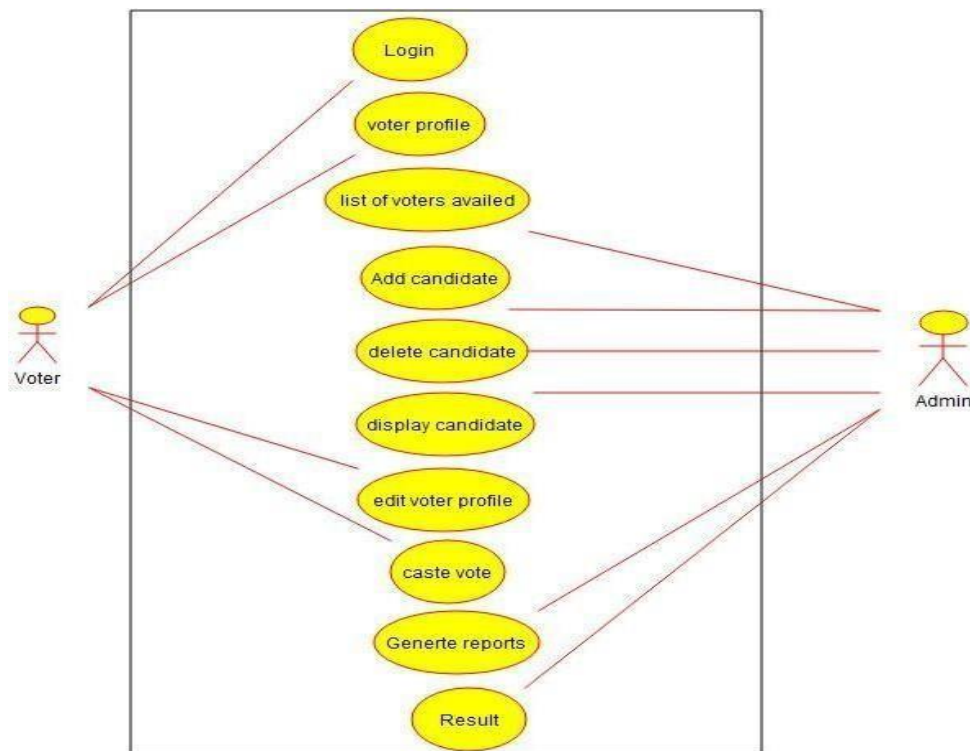 Login
voter profile
list of voters availed
Add candidate
delete candidate
Voter
Admin
display candidate
edit voter profile
caste vote
Generte reports
Result